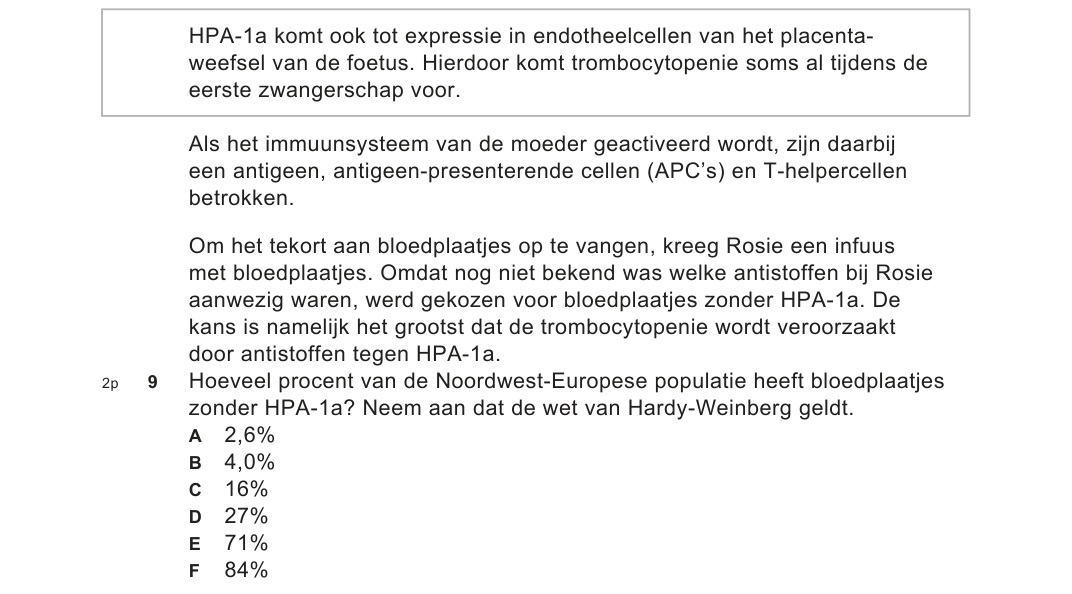 HPA-1a komt ook tot expressie in endotheelcellen van het placenta-
weefsel van de foetus. Hierdoor komt trombocytopenie soms al tijdens de
eerste zwangerschap voor.
Als het immuunsysteem van de moeder geactiveerd wordt, zijn daarbij
een antigeen, antigeen-presenterende cellen (APC’s) en T-helpercellen
betrokken.
Om het tekort aan bloedplaatjes op te vangen, kreeg Rosie een infuus
met bloedplaatjes. Omdat nog niet bekend was welke antistoffen bij Rosie
aanwezig waren, werd gekozen voor bloedplaatjes zonder HPA-1a. De
kans is namelijk het grootst dat de trombocytopenie wordt veroorzaakt
door antistoffen tegen HPA-1a.
2p 9 Hoeveel procent van de Noordwest-Europese populatie heeft bloedplaatjes
zonder HPA-1a? Neem aan dat de wet van Hardy-Weinberg geldt.
A 2,6%
B 4,0%
C 16%
D 27%
E 71%
F 84%